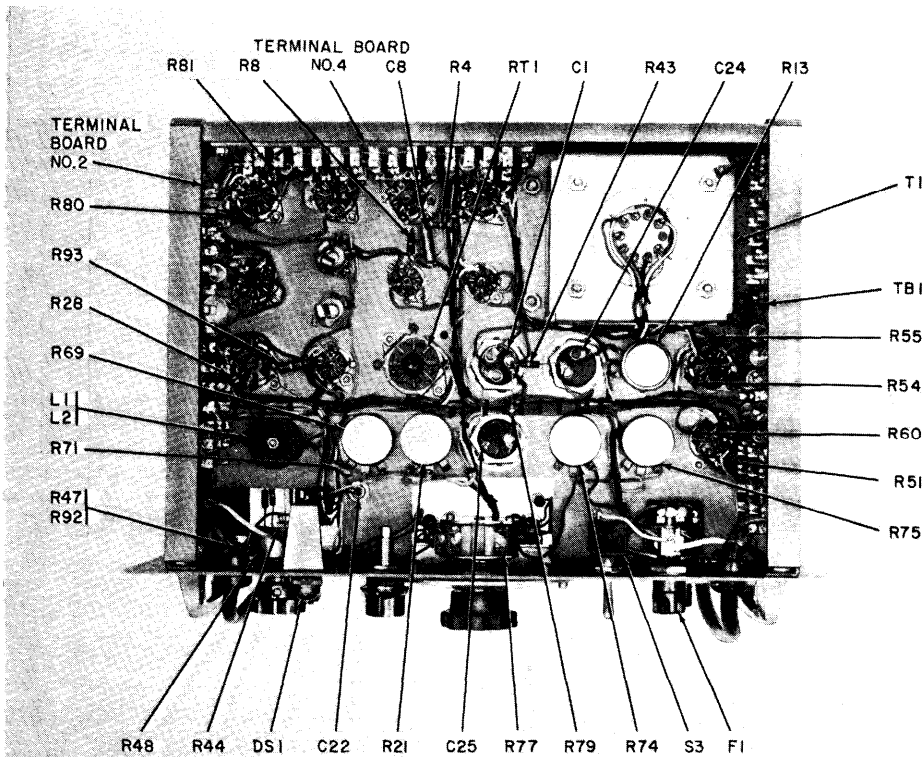 TERMINAL BOARD
R81 R8 NO.4 C8 R4 RT1 C1 R43 C24 R13
TERMINAL
BOARD
NO.2
R80
R93
R28
R69
L1
L2
R71
R47
R92
T1
TB1
R55
R54
R60
R51
R75
R48 R44 DS1 C22 R21 C25 R77 R79 R74 S3 F1